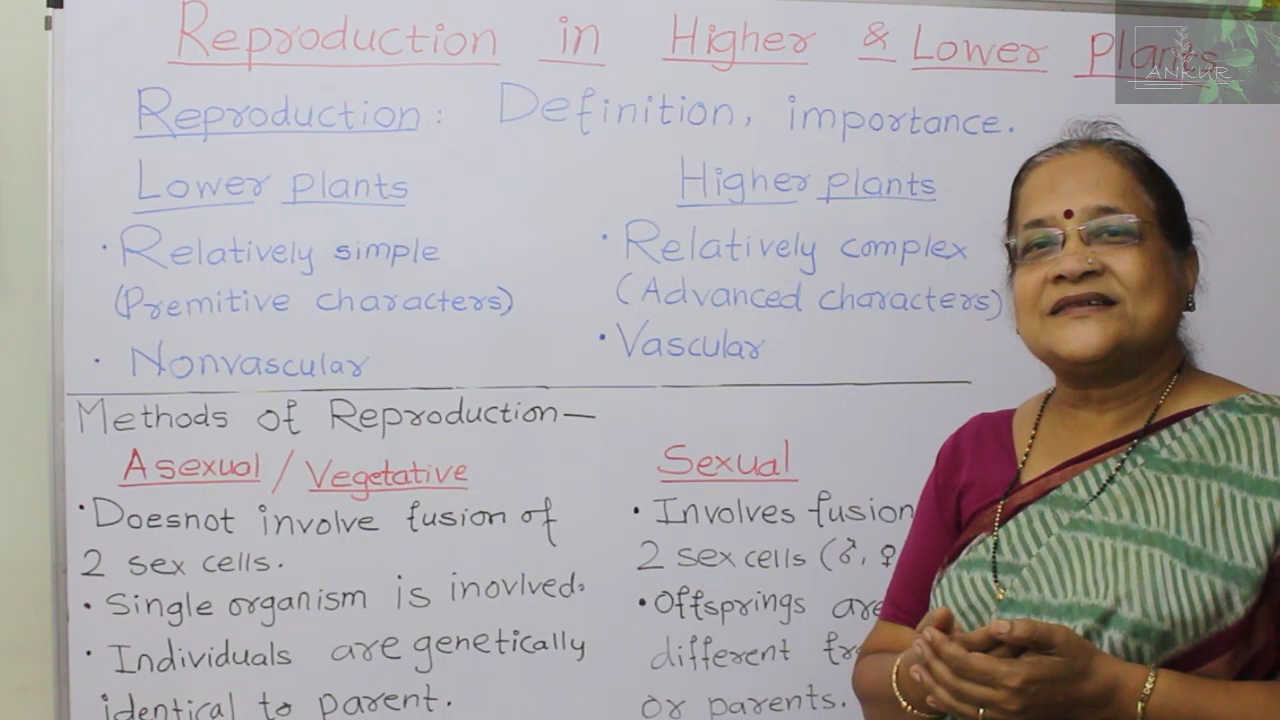 Reproduction in Higher & Lower Plants
ANKUR
Reproduction: Definition, importance.
Lower plants
· Relatively simple
(Premitive characters)
· Nonvascular
Higher plants
· Relatively complex
(Advanced characters)
· Vascular
Methods of Reproduction—
Asexual / Vegetative
· Doesnot involve fusion of
2 sex cells.
· Single organism is inovlved.
· Individuals are genetically
identical to parent.
Sexual
· Involves fusion
2 sex cells (♂, ♀
· Offsprings are
different
or parents.